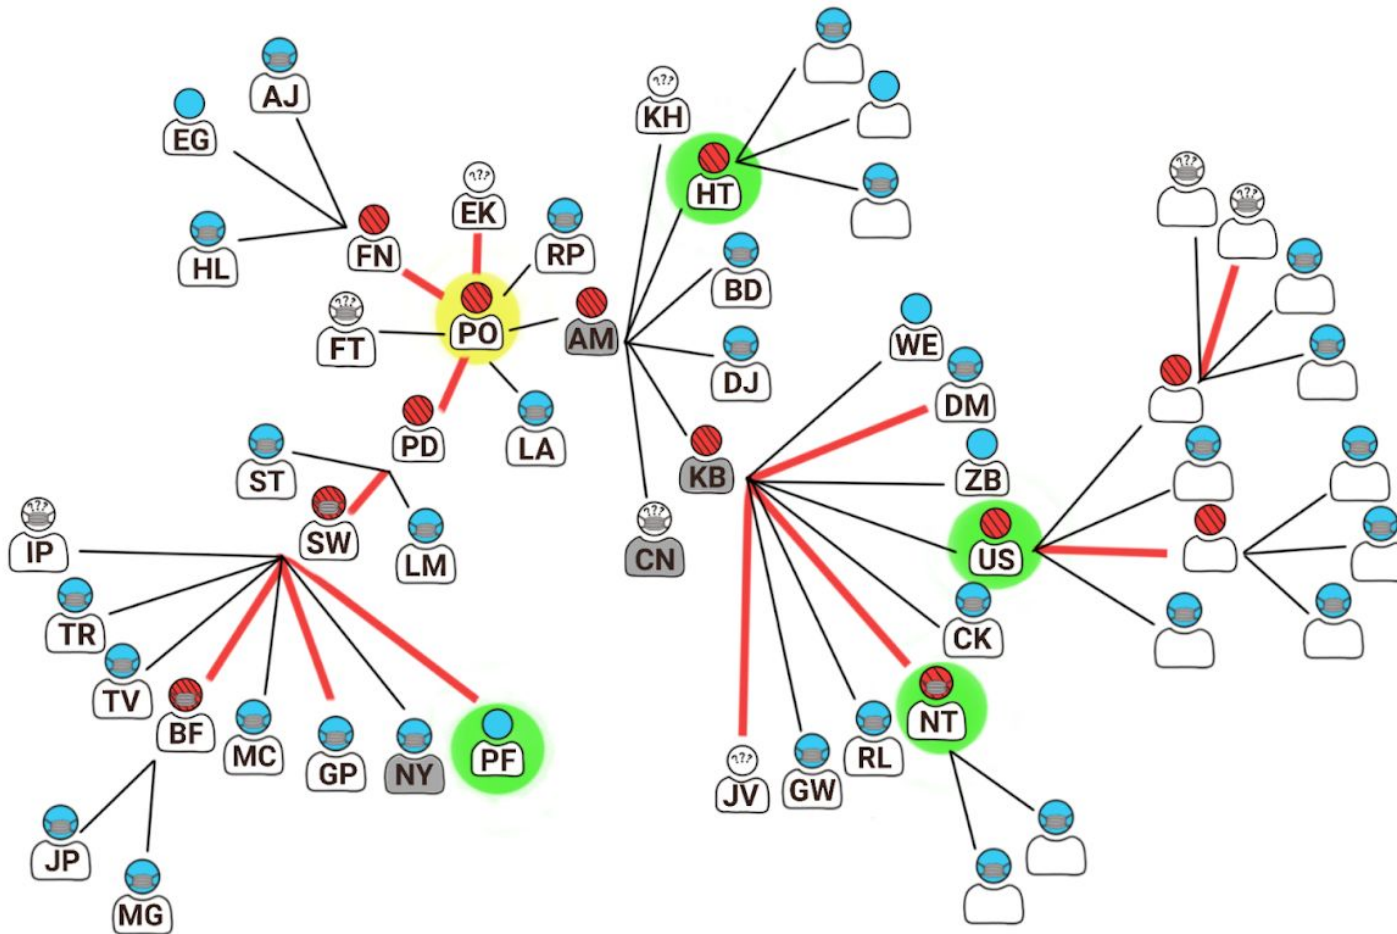 AJ
EG
KH
HT
EK
RP
HL
FN
BD
FT
PO
AM
WE
DJ
DM
PD
LA
ST
KB
ZB
IP
SW
LM
CN
US
TR
CK
TV
BF
MC
GP
NY
PF
NT
RL
JV
GW
JP
MG
???
???
???
???
???
???
???
???